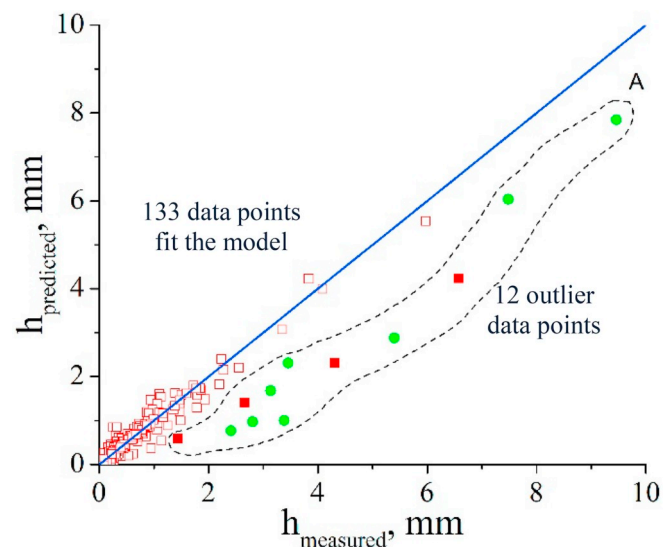 10
8
6
4
2
0
h_predicted, mm
A
133 data points
fit the model
12 outlier
data points
0 2 4 6 8 10
h_measured, mm